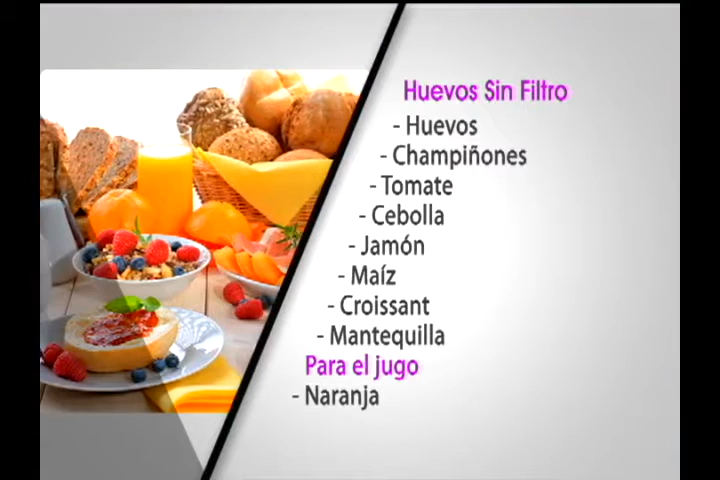 Huevos Sin Filtro
- Huevos
- Champiñones
- Tomate
- Cebolla
- Jamón
- Maíz
- Croissant
- Mantequilla
Para el jugo
- Naranja